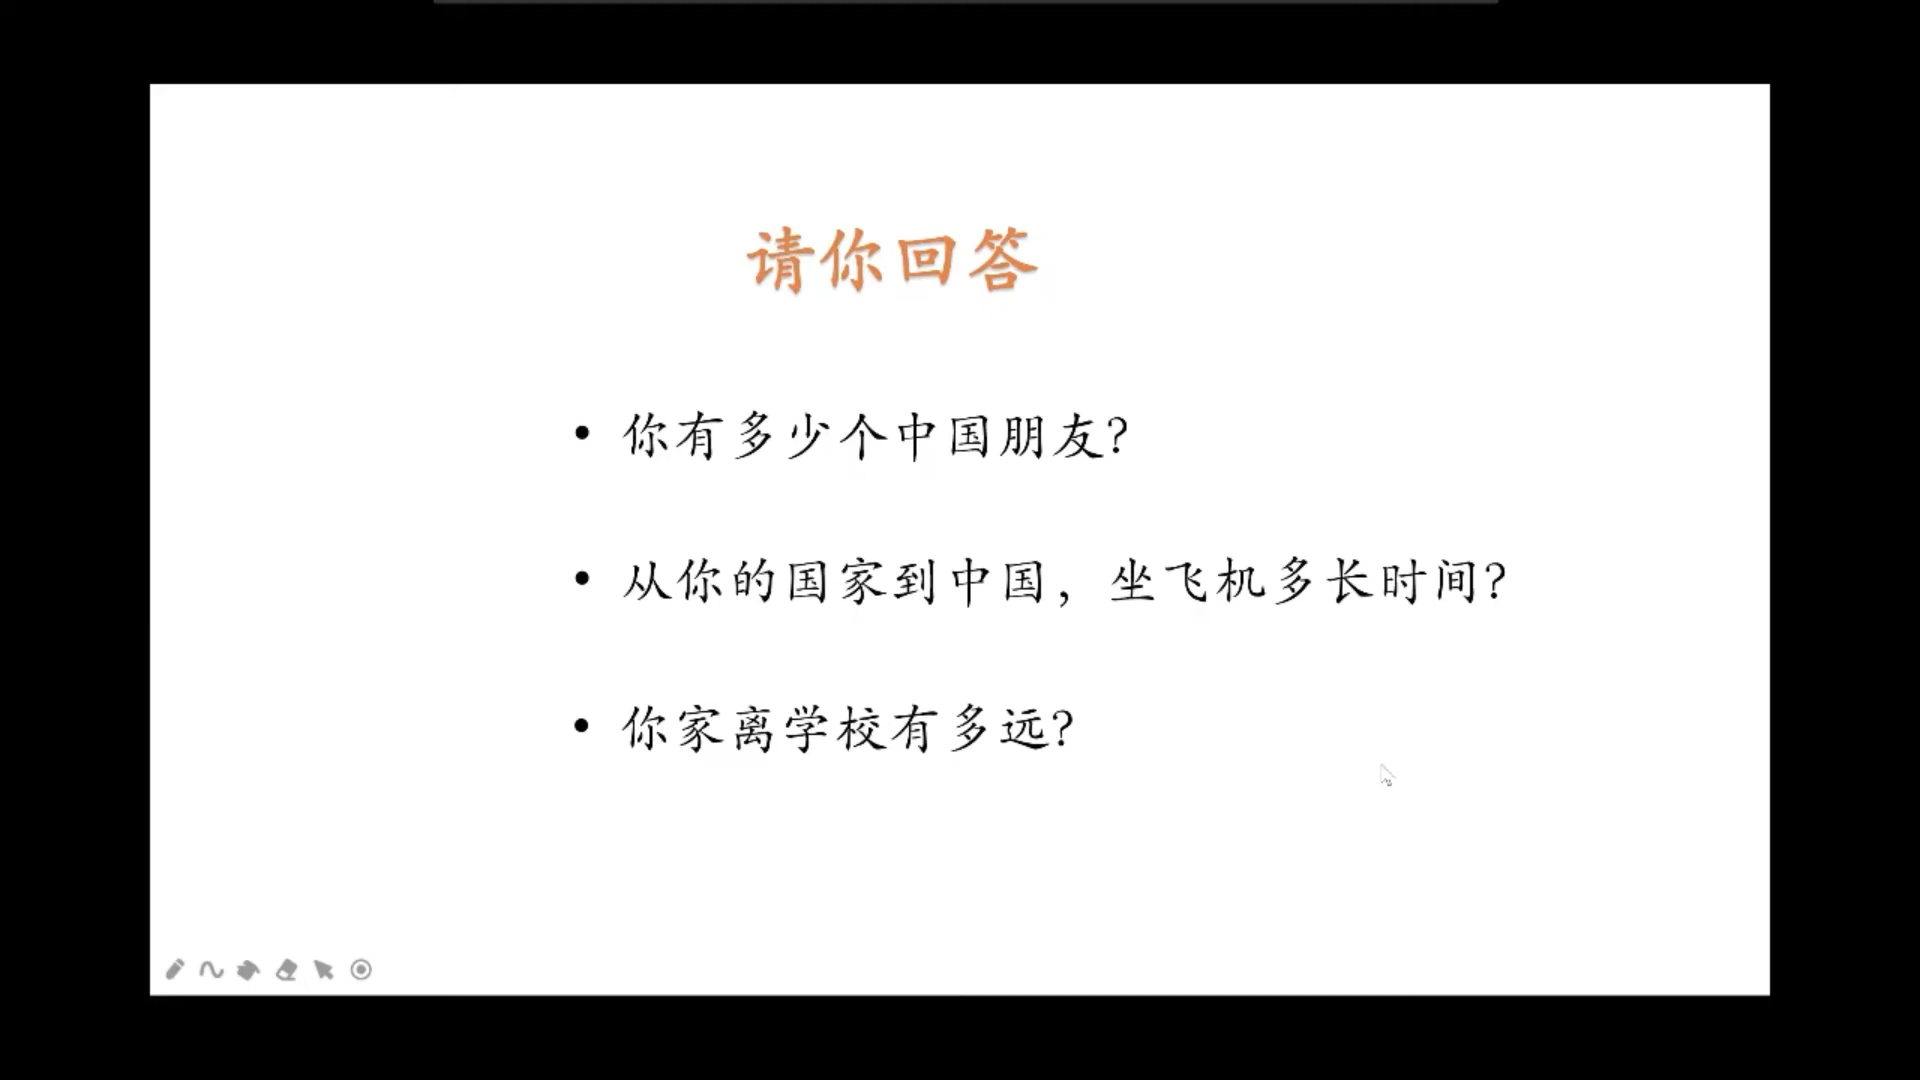 请你回答
• 你有多少个中国朋友？
• 从你的国家到中国，坐飞机多长时间？
• 你家离学校有多远？